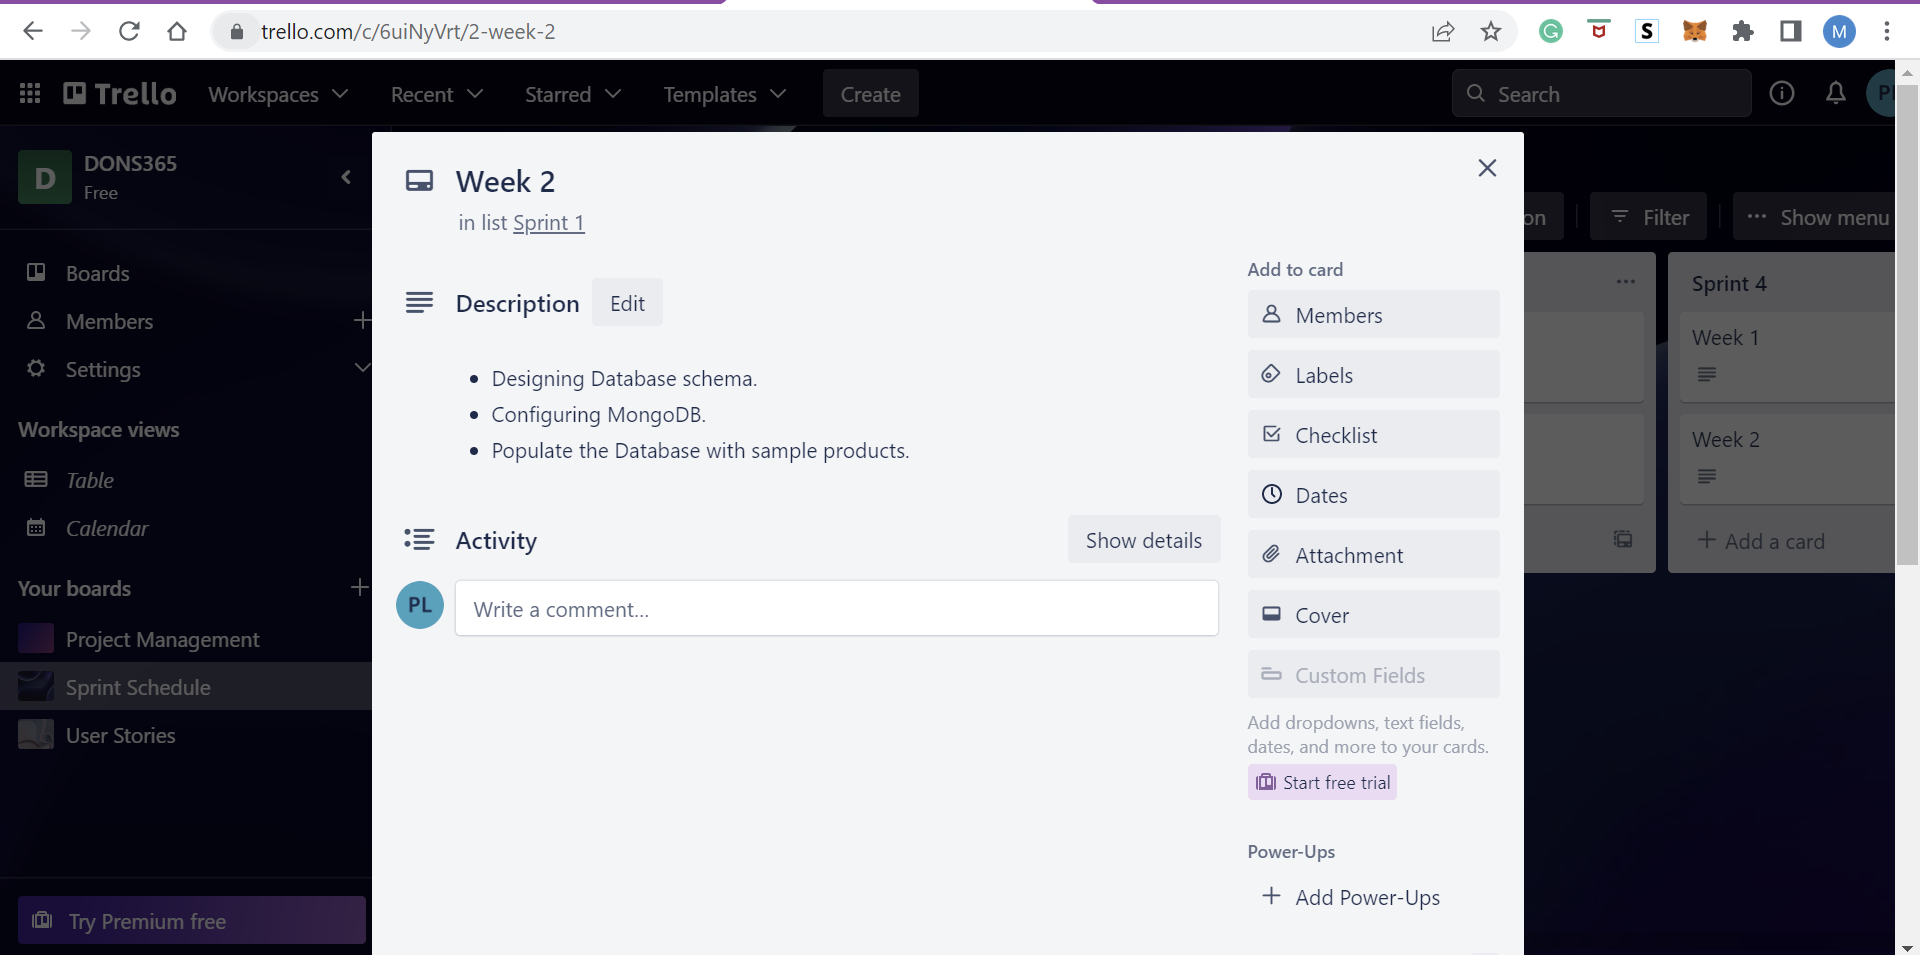 trello.com/c/6uiNyVrt/2-week-2
M
Trello
Workspaces
Recent
Starred
Templates
Create
Search
D
DONS365
Free
Boards
Members
Settings
Workspace views
Table
Calendar
Your boards
Project Management
Sprint Schedule
User Stories
Try Premium free
Week 2
in list Sprint 1
Description
Edit
• Designing Database schema.
• Configuring MongoDB.
• Populate the Database with sample products.
Activity
Show details
PL
Write a comment...
Add to card
Members
Labels
Checklist
Dates
Attachment
Cover
Custom Fields
Add dropdowns, text fields,
dates, and more to your cards.
Start free trial
Power-Ups
+ Add Power-Ups
Filter
Show menu
Sprint 4
Week 1
Week 2
+ Add a card